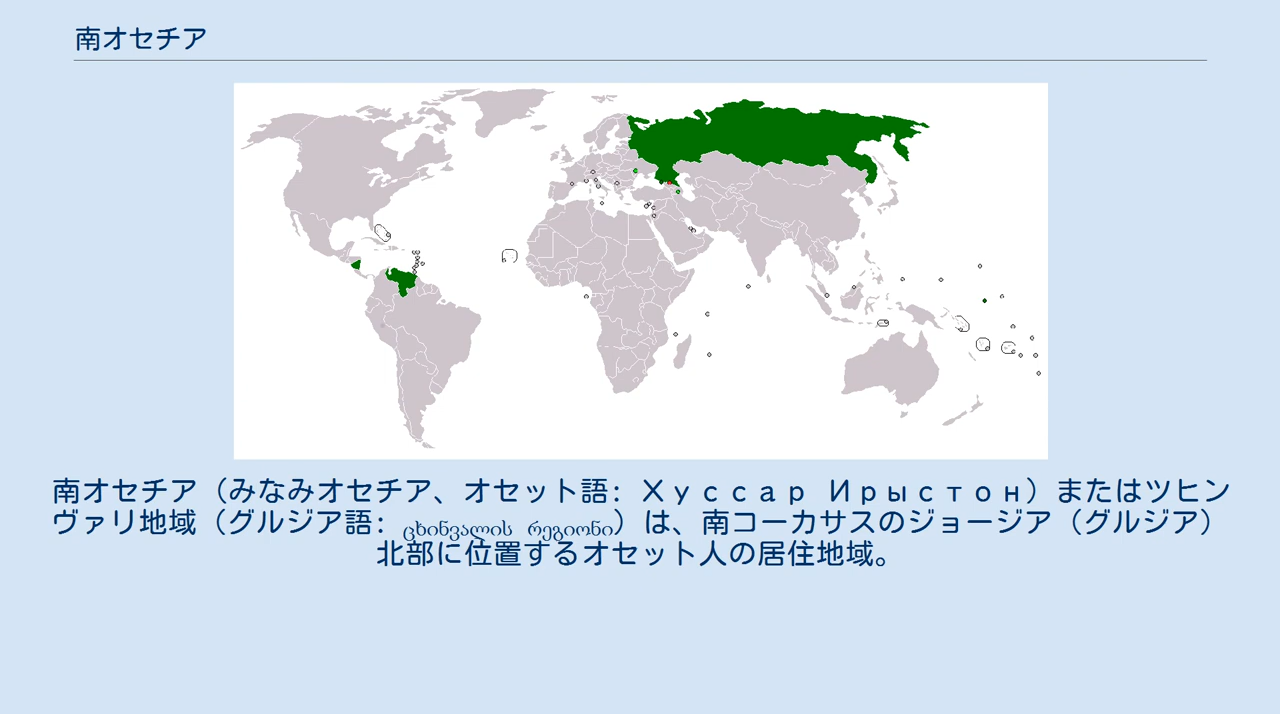 南オセチア
南オセチア（みなみオセチア、オセット語: Хуссар Ирыстон）またはツヒン
ヴァリ地域（グルジア語: ცხინვალის რეგიონი）は、南コーカサスのジョージア（グルジア）
北部に位置するオセット人の居住地域。